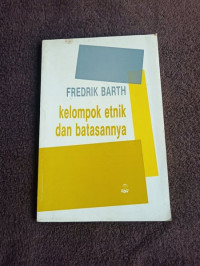 FREDRIK BARTH
kelompok etnik
dan batasannya